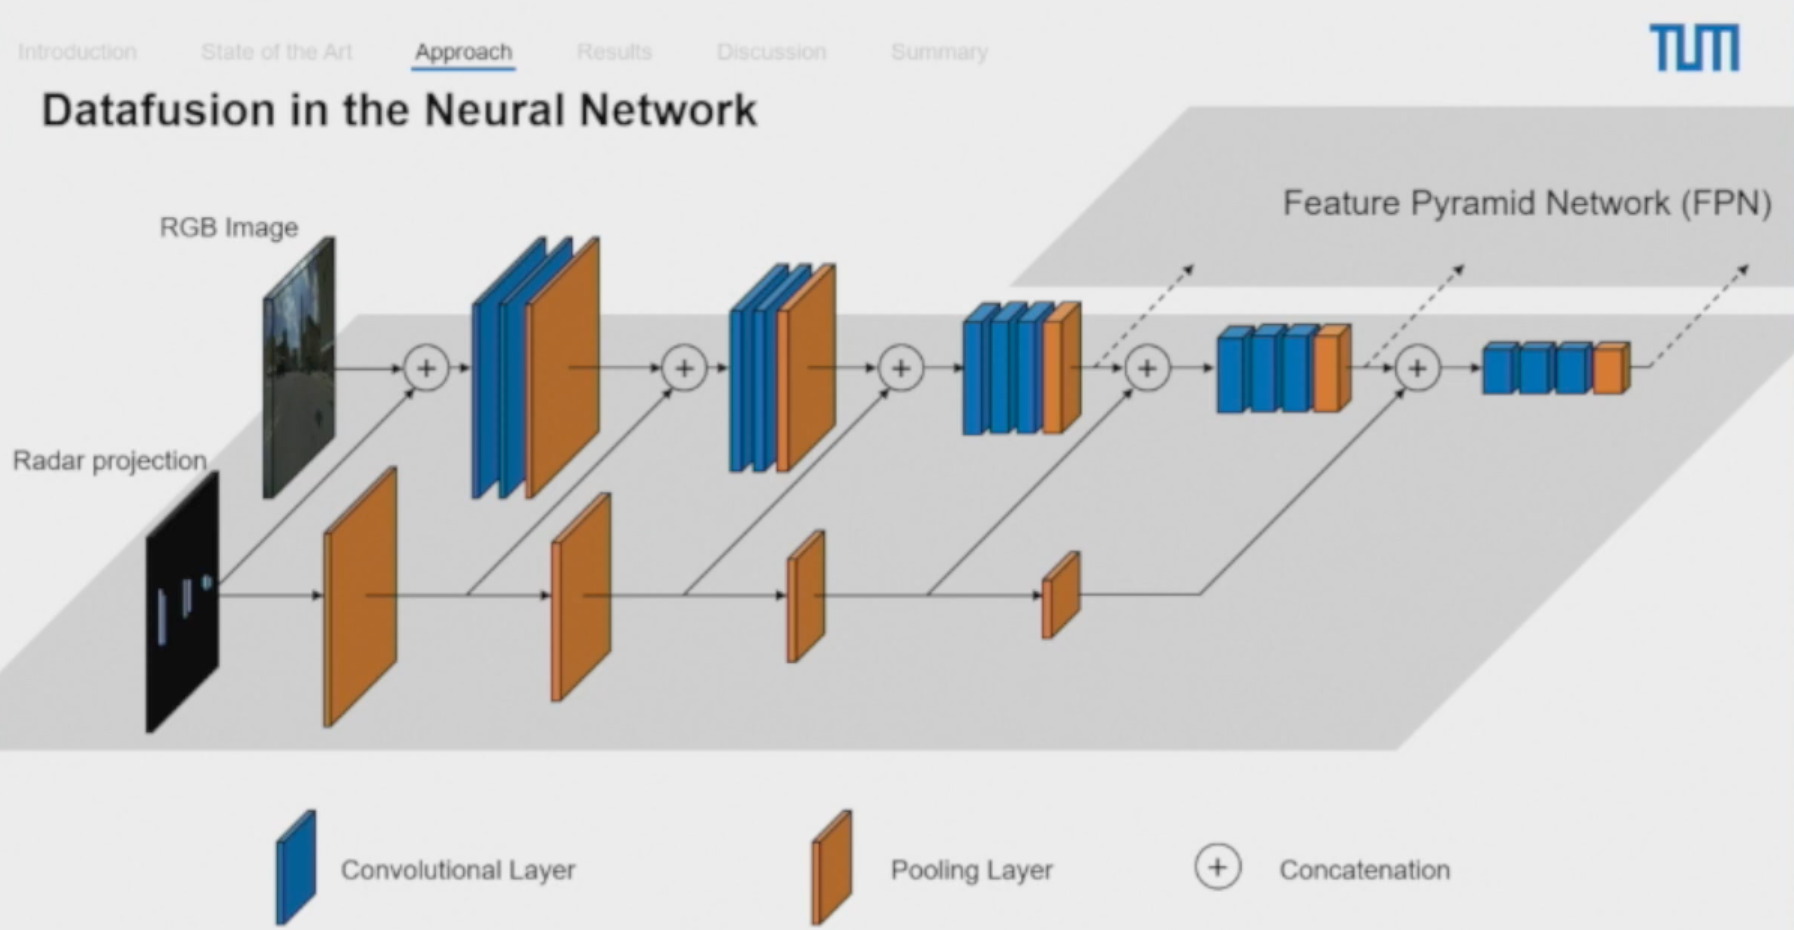 Introduction State of the Art Approach Results Discussion Summary
TUM
Datafusion in the Neural Network
Feature Pyramid Network (FPN)
RGB Image
Radar projection
Convolutional Layer
Pooling Layer
Concatenation